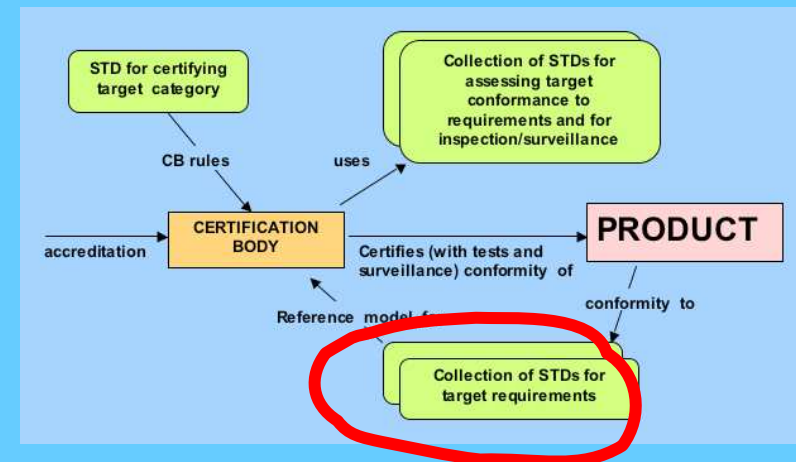 STD for certifying
target category
Collection of STDs for
assessing target
conformance to
requirements and for
inspection/surveillance
CB rules
uses
accreditation
CERTIFICATION
BODY
Certifies (with tests and
surveillance) conformity of
PRODUCT
Reference model
conformity to
Collection of STDs for
target requirements